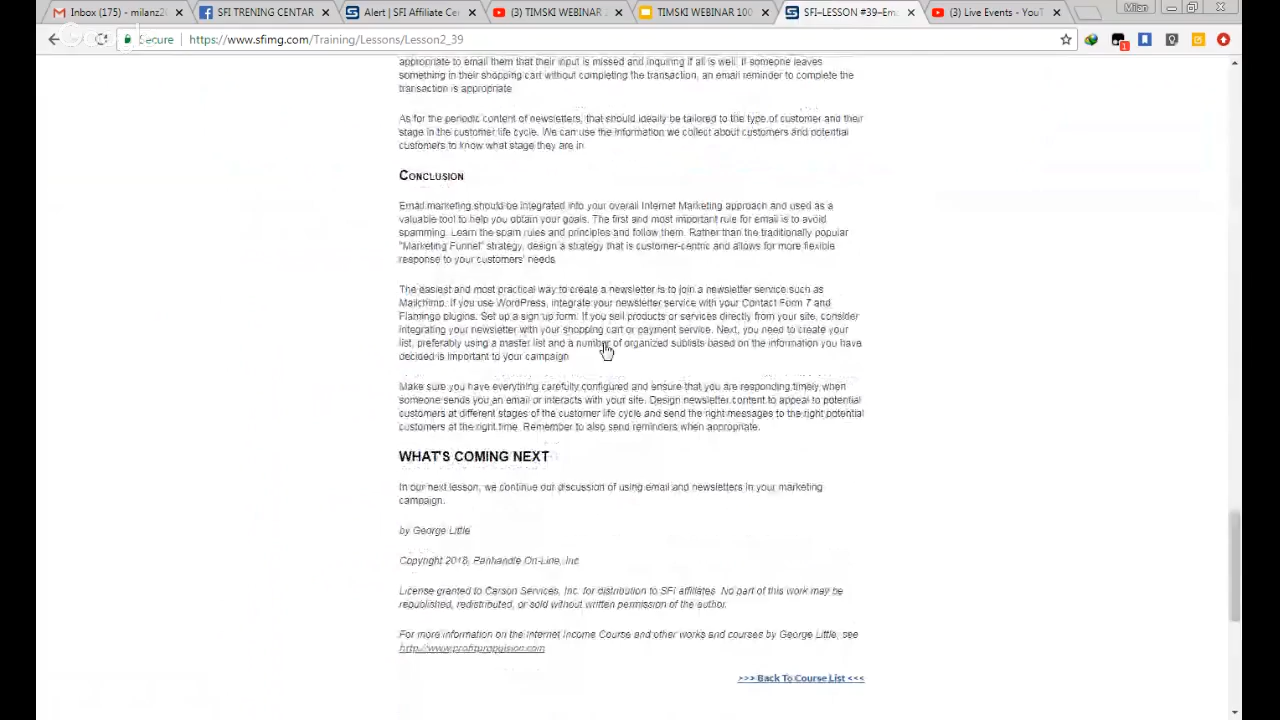 Inbox (175) - milanz2
SFI TRENING CENTAR
Alert | SFI Affiliate Cen
(3) TIMSKI WEBINAR
TIMSKI WEBINAR 100
SFI–LESSON #39–Ema
(3) Live Events - YouT
Milan
Secure
https://www.sfimg.com/Training/Lessons/Lesson2_39
1
appropriate to email them that their input is missed and inquiring if all is well. If someone leaves
something in their shopping cart without completing the transaction, an email reminder to complete the
transaction is appropriate
As for the periodic content of newsletters, that should ideally be tailored to the type of customer and their
stage in the customer life cycle. We can use the information we collect about customers and potential
customers to know what stage they are in.
CONCLUSION
Email marketing should be integrated into your overall Internet Marketing approach and used as a
valuable tool to help you obtain your goals. The first and most important rule for email is to avoid
spamming. Learn the spam rules and principles and follow them. Rather than the traditionally popular
"Marketing Funnel" strategy, design a strategy that is customer-centric and allows for more flexible
response to your customers' needs
The easiest and most practical way to create a newsletter is to join a newsletter service such as
Mailchimp. If you use WordPress, integrate your newsletter service with your Contact Form 7 and
Flamingo plugins. Set up a sign up form. If you sell products or services directly from your site, consider
integrating your newsletter with your shopping cart or payment service. Next, you need to create your
list, preferably using a master list and a number of organized sublists based on the information you have
decided is important to your campaign
Make sure you have everything carefully configured and ensure that you are responding timely when
someone sends you an email or interacts with your site. Design newsletter content to appeal to potential
customers at different stages of the customer life cycle and send the right messages to the right potential
customers at the right time. Remember to also send reminders when appropriate.
WHAT'S COMING NEXT
In our next lesson, we continue our discussion of using email and newsletters in your marketing
campaign.
by George Little
Copyright 2018, Panhandle On-Line, Inc.
License granted to Carson Services, Inc. for distribution to SFI affiliates. No part of this work may be
republished, redistributed, or sold without written permission of the author.
For more information on the Internet Income Course and other works and courses by George Little, see
http://www.profitpropulsion.com
>>> Back To Course List <<<